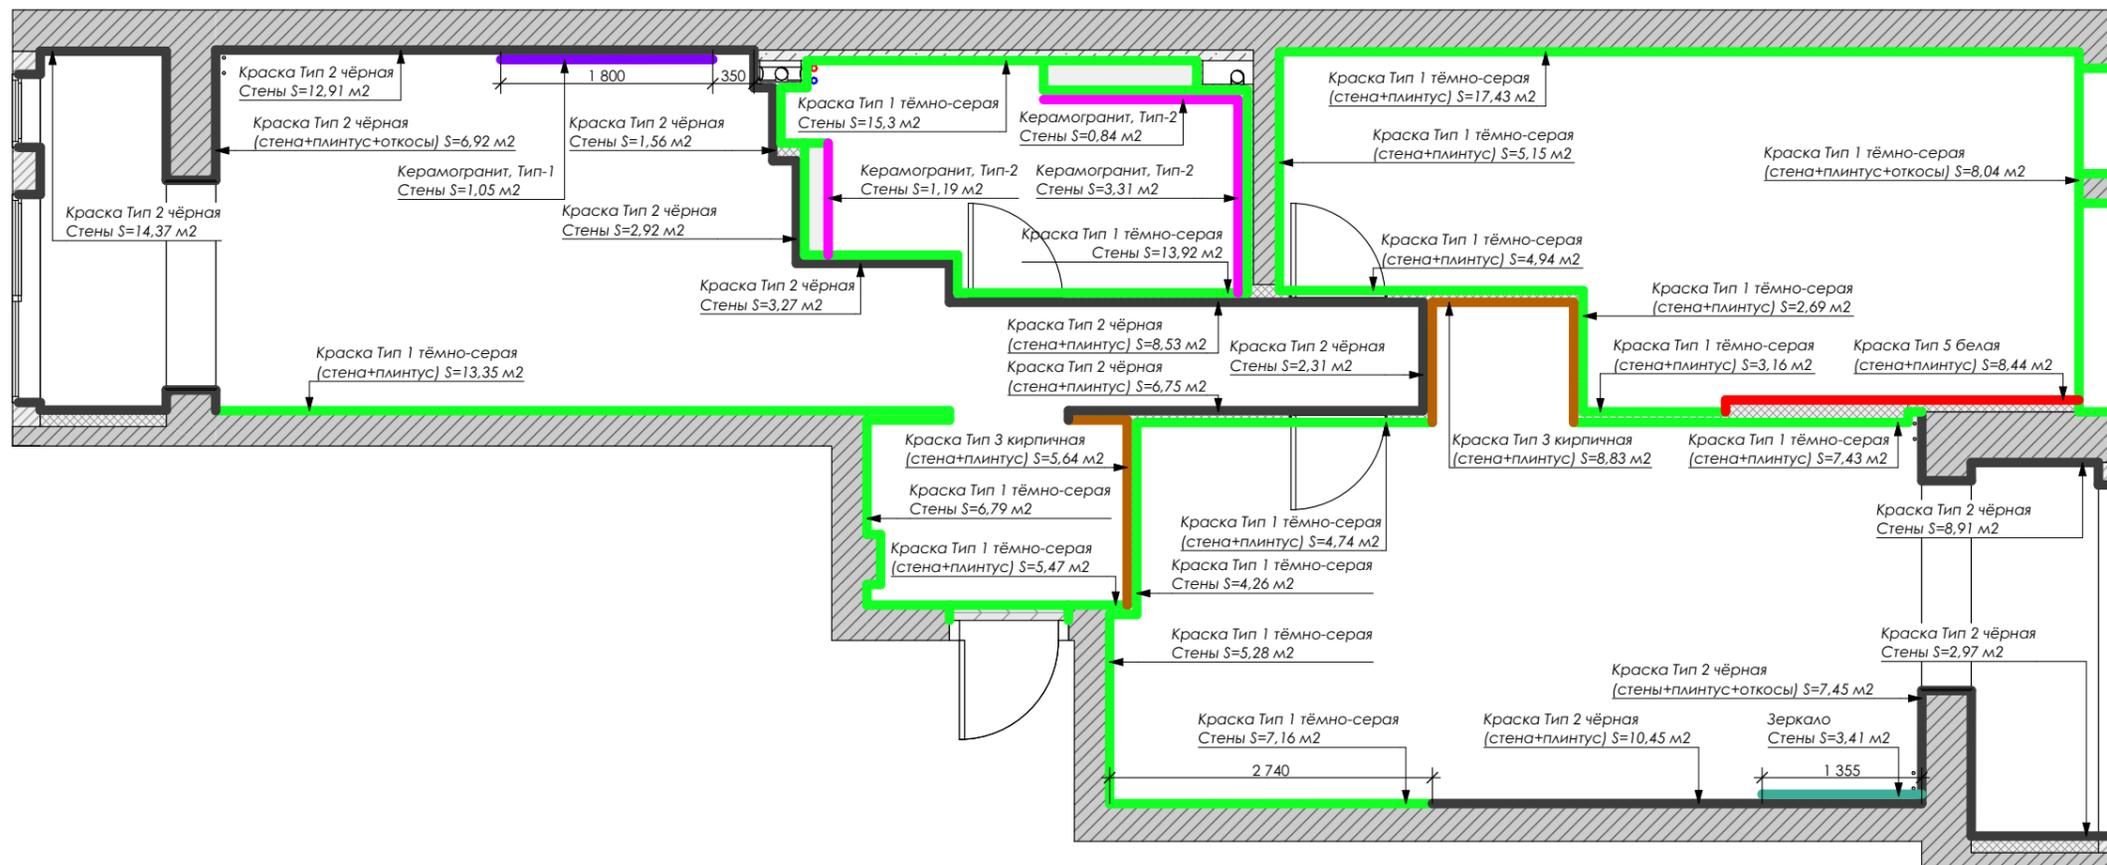 Краска Тип 2 чёрная
Стены S=12,91 м2
1 800
350
Краска Тип 1 тёмно-серая
Стены S=15,3 м2
Керамогранит, Тип-2
Стены S=0,84 м2
Краска Тип 1 тёмно-серая
(стена+плинтус) S=17,43 м2
Краска Тип 2 чёрная
(стена+плинтус+откосы) S=6,92 м2
Краска Тип 2 чёрная
Стены S=1,56 м2
Краска Тип 1 тёмно-серая
(стена+плинтус) S=5,15 м2
Краска Тип 1 тёмно-серая
(стена+плинтус+откосы) S=8,04 м2
Керамогранит, Тип-1
Стены S=1,05 м2
Керамогранит, Тип-2
Стены S=1,19 м2
Керамогранит, Тип-2
Стены S=3,31 м2
Краска Тип 2 чёрная
Стены S=14,37 м2
Краска Тип 2 чёрная
Стены S=2,92 м2
Краска Тип 1 тёмно-серая
Стены S=13,92 м2
Краска Тип 1 тёмно-серая
(стена+плинтус) S=4,94 м2
Краска Тип 2 чёрная
Стены S=3,27 м2
Краска Тип 1 тёмно-серая
(стена+плинтус) S=2,69 м2
Краска Тип 2 чёрная
(стена+плинтус) S=8,53 м2
Краска Тип 2 чёрная
Стены S=2,31 м2
Краска Тип 1 тёмно-серая
(стена+плинтус) S=3,16 м2
Краска Тип 5 белая
(стена+плинтус) S=8,44 м2
Краска Тип 1 тёмно-серая
(стена+плинтус) S=13,35 м2
Краска Тип 2 чёрная
(стена+плинтус) S=6,75 м2
Краска Тип 3 кирпичная
(стена+плинтус) S=5,64 м2
Краска Тип 3 кирпичная
(стена+плинтус) S=8,83 м2
Краска Тип 1 тёмно-серая
(стена+плинтус) S=7,43 м2
Краска Тип 1 тёмно-серая
Стены S=6,79 м2
Краска Тип 1 тёмно-серая
(стена+плинтус) S=4,74 м2
Краска Тип 2 чёрная
Стены S=8,91 м2
Краска Тип 1 тёмно-серая
(стена+плинтус) S=5,47 м2
Краска Тип 1 тёмно-серая
Стены S=4,26 м2
Краска Тип 1 тёмно-серая
Стены S=5,28 м2
Краска Тип 2 чёрная
Стены S=2,97 м2
Краска Тип 2 чёрная
(стены+плинтус+откосы) S=7,45 м2
Краска Тип 1 тёмно-серая
Стены S=7,16 м2
Краска Тип 2 чёрная
(стена+плинтус) S=10,45 м2
Зеркало
Стены S=3,41 м2
2 740
1 355